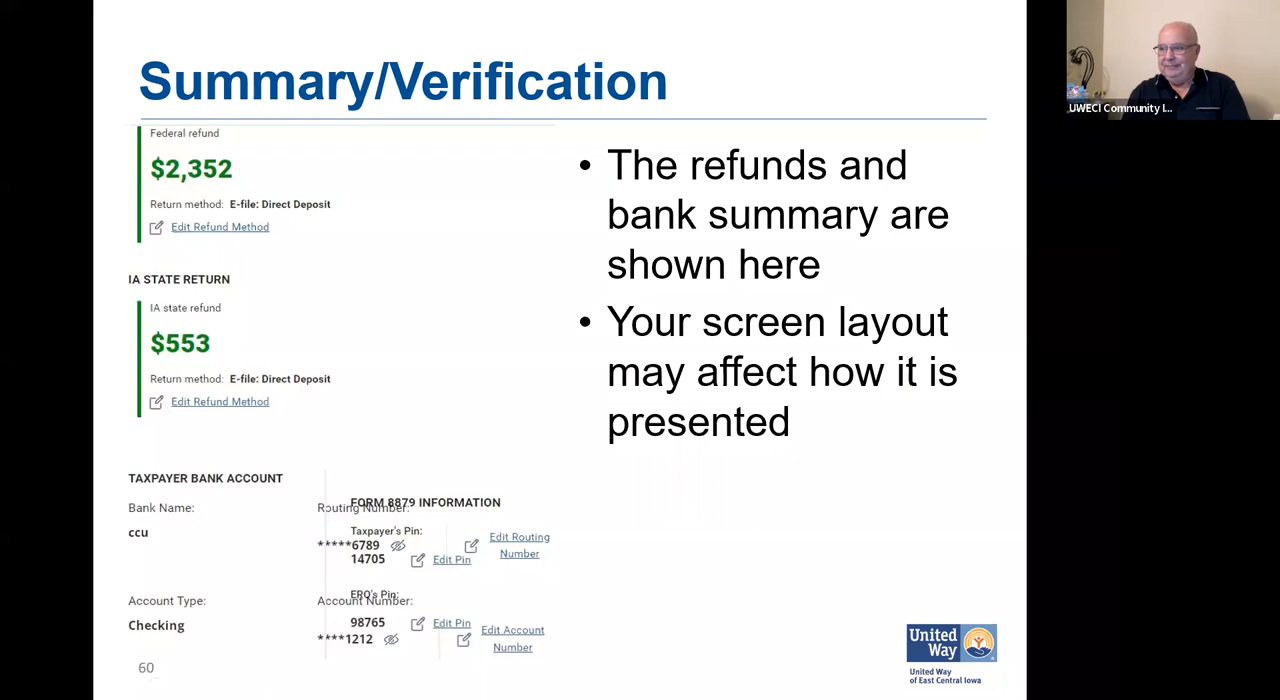 Summary/Verification
Federal refund
$2,352
Return method: E-file: Direct Deposit
Edit Refund Method
IA STATE RETURN
IA state refund
$553
Return method: E-file: Direct Deposit
Edit Refund Method
• The refunds and
bank summary are
shown here
• Your screen layout
may affect how it is
presented
TAXPAYER BANK ACCOUNT
Bank Name:
ccu
Account Type:
Checking
Routing Number:
*****6789
Edit Routing
Number
Account Number:
****1212
Edit Account
Number
FORM 8879 INFORMATION
Taxpayer's Pin:
14705
Edit Pin
ERO's Pin:
98765
Edit Pin
60
United
Way
United Way
of East Central Iowa
UWECI Community I...